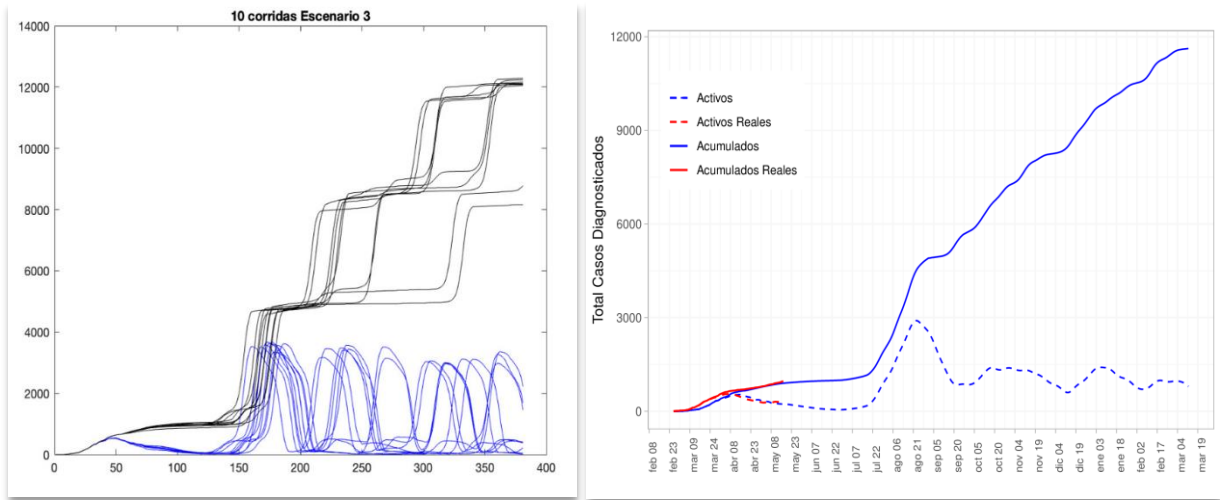 10 corridas Escenario 3
14000
12000
10000
8000
6000
4000
2000
0
0 50 100 150 200 250 300 350 400
Total Casos Diagnosticados
12000
9000
6000
3000
0
Activos
Activos Reales
Acumulados
Acumulados Reales
feb 08
feb 23
mar 09
mar 24
abr 08
abr 23
may 08
may 23
jun 07
jun 22
jul 07
jul 22
ago 06
ago 21
sep 05
sep 20
oct 05
oct 20
nov 04
nov 19
dic 04
dic 19
ene 03
ene 18
feb 02
feb 17
mar 04
mar 19